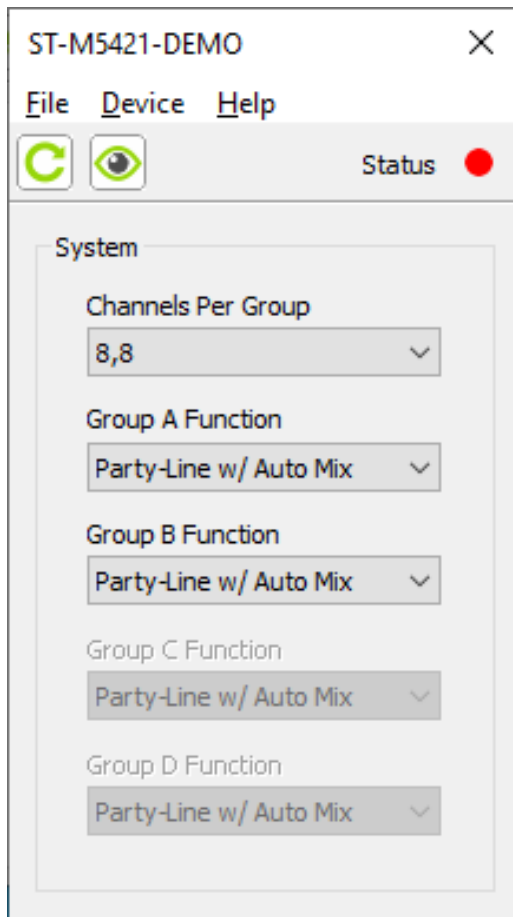 ST-M5421-DEMO
File Device Help
Status
System
Channels Per Group
8,8
Group A Function
Party-Line w/ Auto Mix
Group B Function
Party-Line w/ Auto Mix
Group C Function
Party-Line w/ Auto Mix
Group D Function
Party-Line w/ Auto Mix